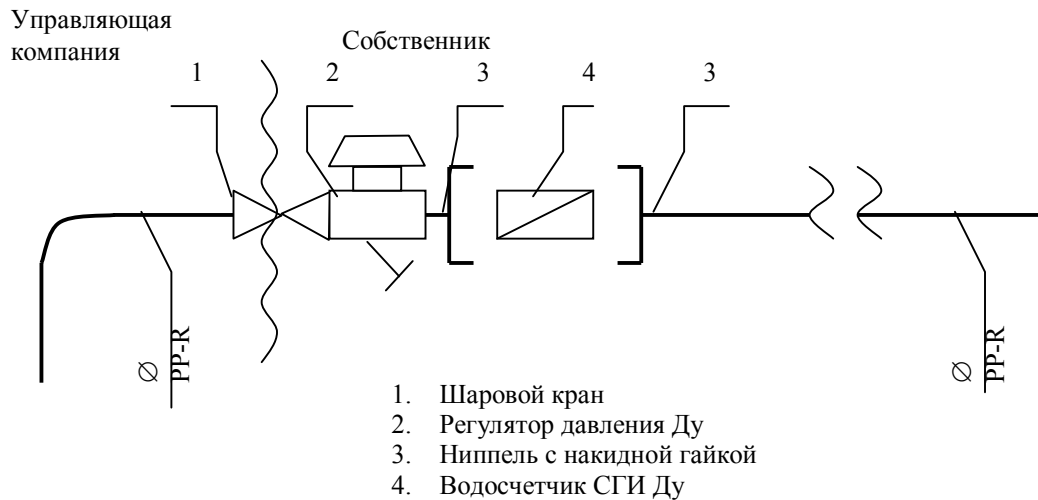 Управляющая
компания
Собственник
1 2 3 4 3
∅ PP-R
∅ PP-R
1. Шаровой кран
2. Регулятор давления Ду
3. Ниппель с накидной гайкой
4. Водосчетчик СГИ Ду